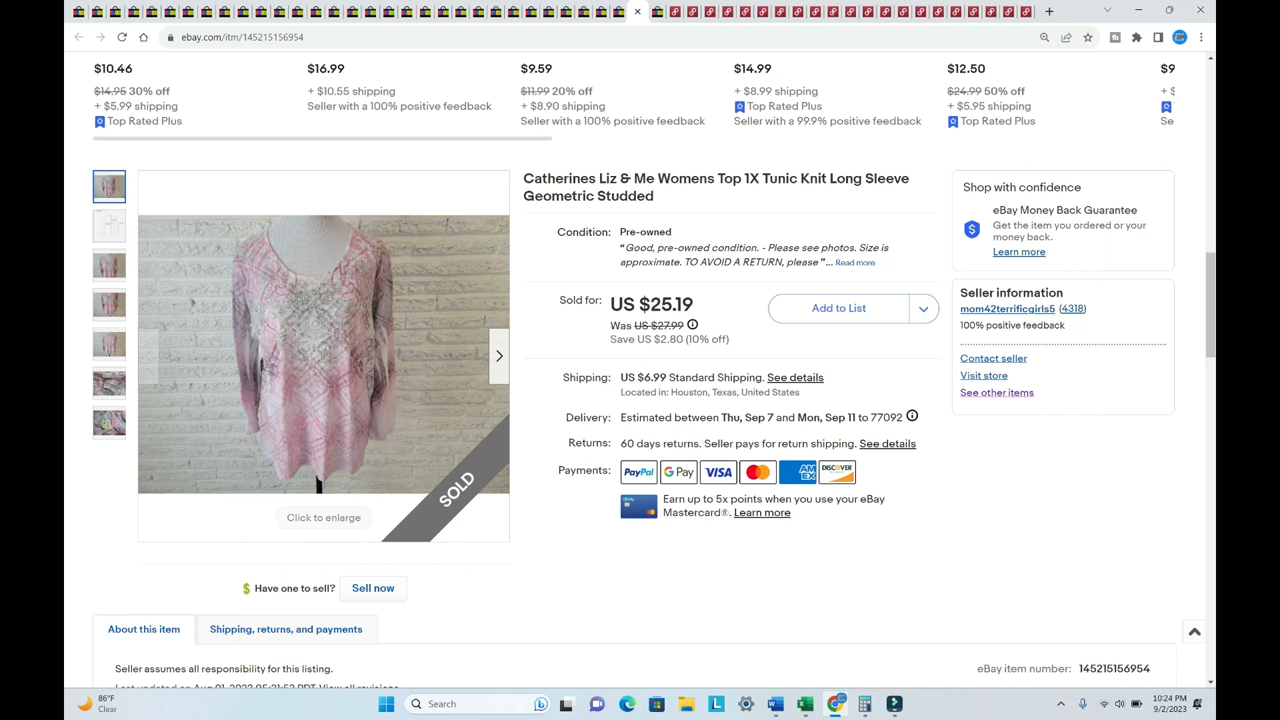 ebay.com/itm/145215156954
$10.46
$14.95 30% off
+ $5.99 shipping
Top Rated Plus
$16.99
+ $10.55 shipping
Seller with a 100% positive feedback
$9.59
$11.99 20% off
+ $8.90 shipping
Seller with a 100% positive feedback
$14.99
+ $8.99 shipping
Top Rated Plus
Seller with a 99.9% positive feedback
$12.50
$24.99 50% off
+ $5.95 shipping
Top Rated Plus
$9
+ $
Se
SOLD
Click to enlarge
Have one to sell? Sell now
Catherines Liz & Me Womens Top 1X Tunic Knit Long Sleeve
Geometric Studded
Condition: Pre-owned
“Good, pre-owned condition. - Please see photos. Size is
approximate. TO AVOID A RETURN, please” ... Read more
Sold for: US $25.19
Was US $27.99
Save US $2.80 (10% off)
Add to List
Shipping: US $6.99 Standard Shipping. See details
Located in: Houston, Texas, United States
Delivery: Estimated between Thu, Sep 7 and Mon, Sep 11 to 77092
Returns: 60 days returns. Seller pays for return shipping. See details
Payments: PayPal G Pay VISA AMEX DISCOVER
Earn up to 5x points when you use your eBay
Mastercard®. Learn more
Shop with confidence
eBay Money Back Guarantee
Get the item you ordered or your
money back.
Learn more
Seller information
mom42terrificgirls5 (4318)
100% positive feedback
Contact seller
Visit store
See other items
About this item
Shipping, returns, and payments
Seller assumes all responsibility for this listing.
eBay item number: 145215156954
86°F
Clear
Search
10:24 PM
9/2/2023